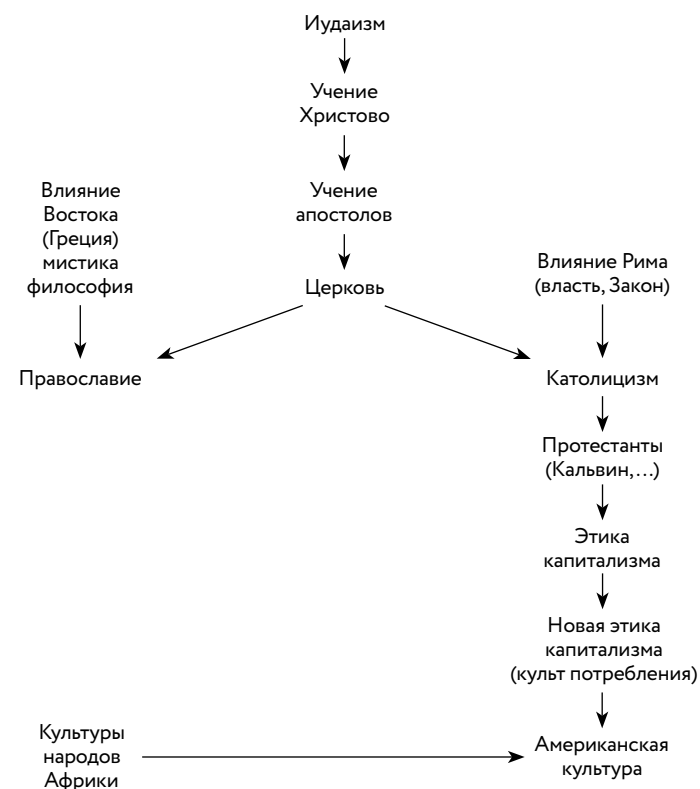 Иудаизм
Учение
Христово
Учение
апостолов
Влияние
Востока
(Греция)
мистика
философия
Церковь
Влияние Рима
(власть, Закон)
Православие
Католицизм
Протестанты
(Кальвин,...)
Этика
капитализма
Новая этика
капитализма
(культ потребления)
Культуры
народов
Африки
Американская
культура